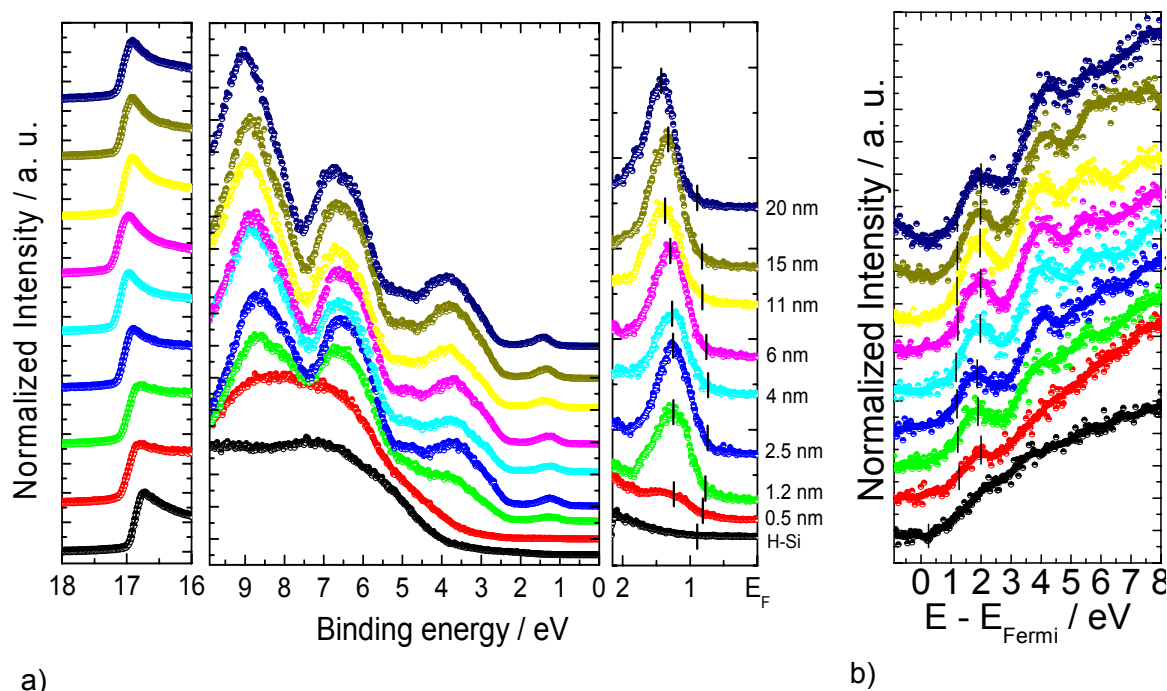 Normalized Intensity / a. u.
18 17 16
9 8 7 6 5 4 3 2 1 0
2 1 E_F
Binding energy / eV
20 nm
15 nm
11 nm
6 nm
4 nm
2.5 nm
1.2 nm
0.5 nm
H-Si
a)
Normalized Intensity / a. u.
0 1 2 3 4 5 6 7 8
E - E_Fermi / eV
b)